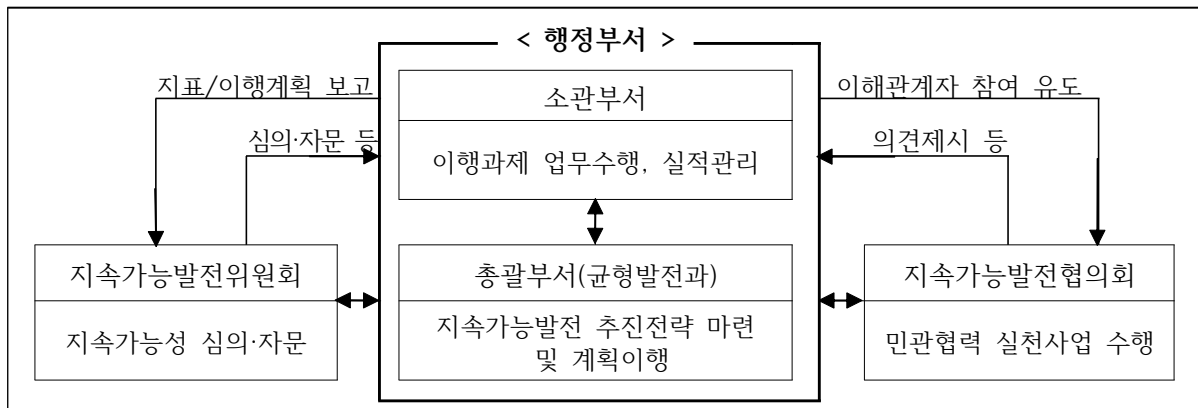 < 행정부서 >
지표/이행계획 보고
소관부서
이해관계자 참여 유도
심의·자문 등
이행과제 업무수행, 실적관리
의견제시 등
지속가능발전위원회
총괄부서(균형발전과)
지속가능발전협의회
지속가능성 심의·자문
지속가능발전 추진전략 마련
및 계획이행
민관협력 실천사업 수행